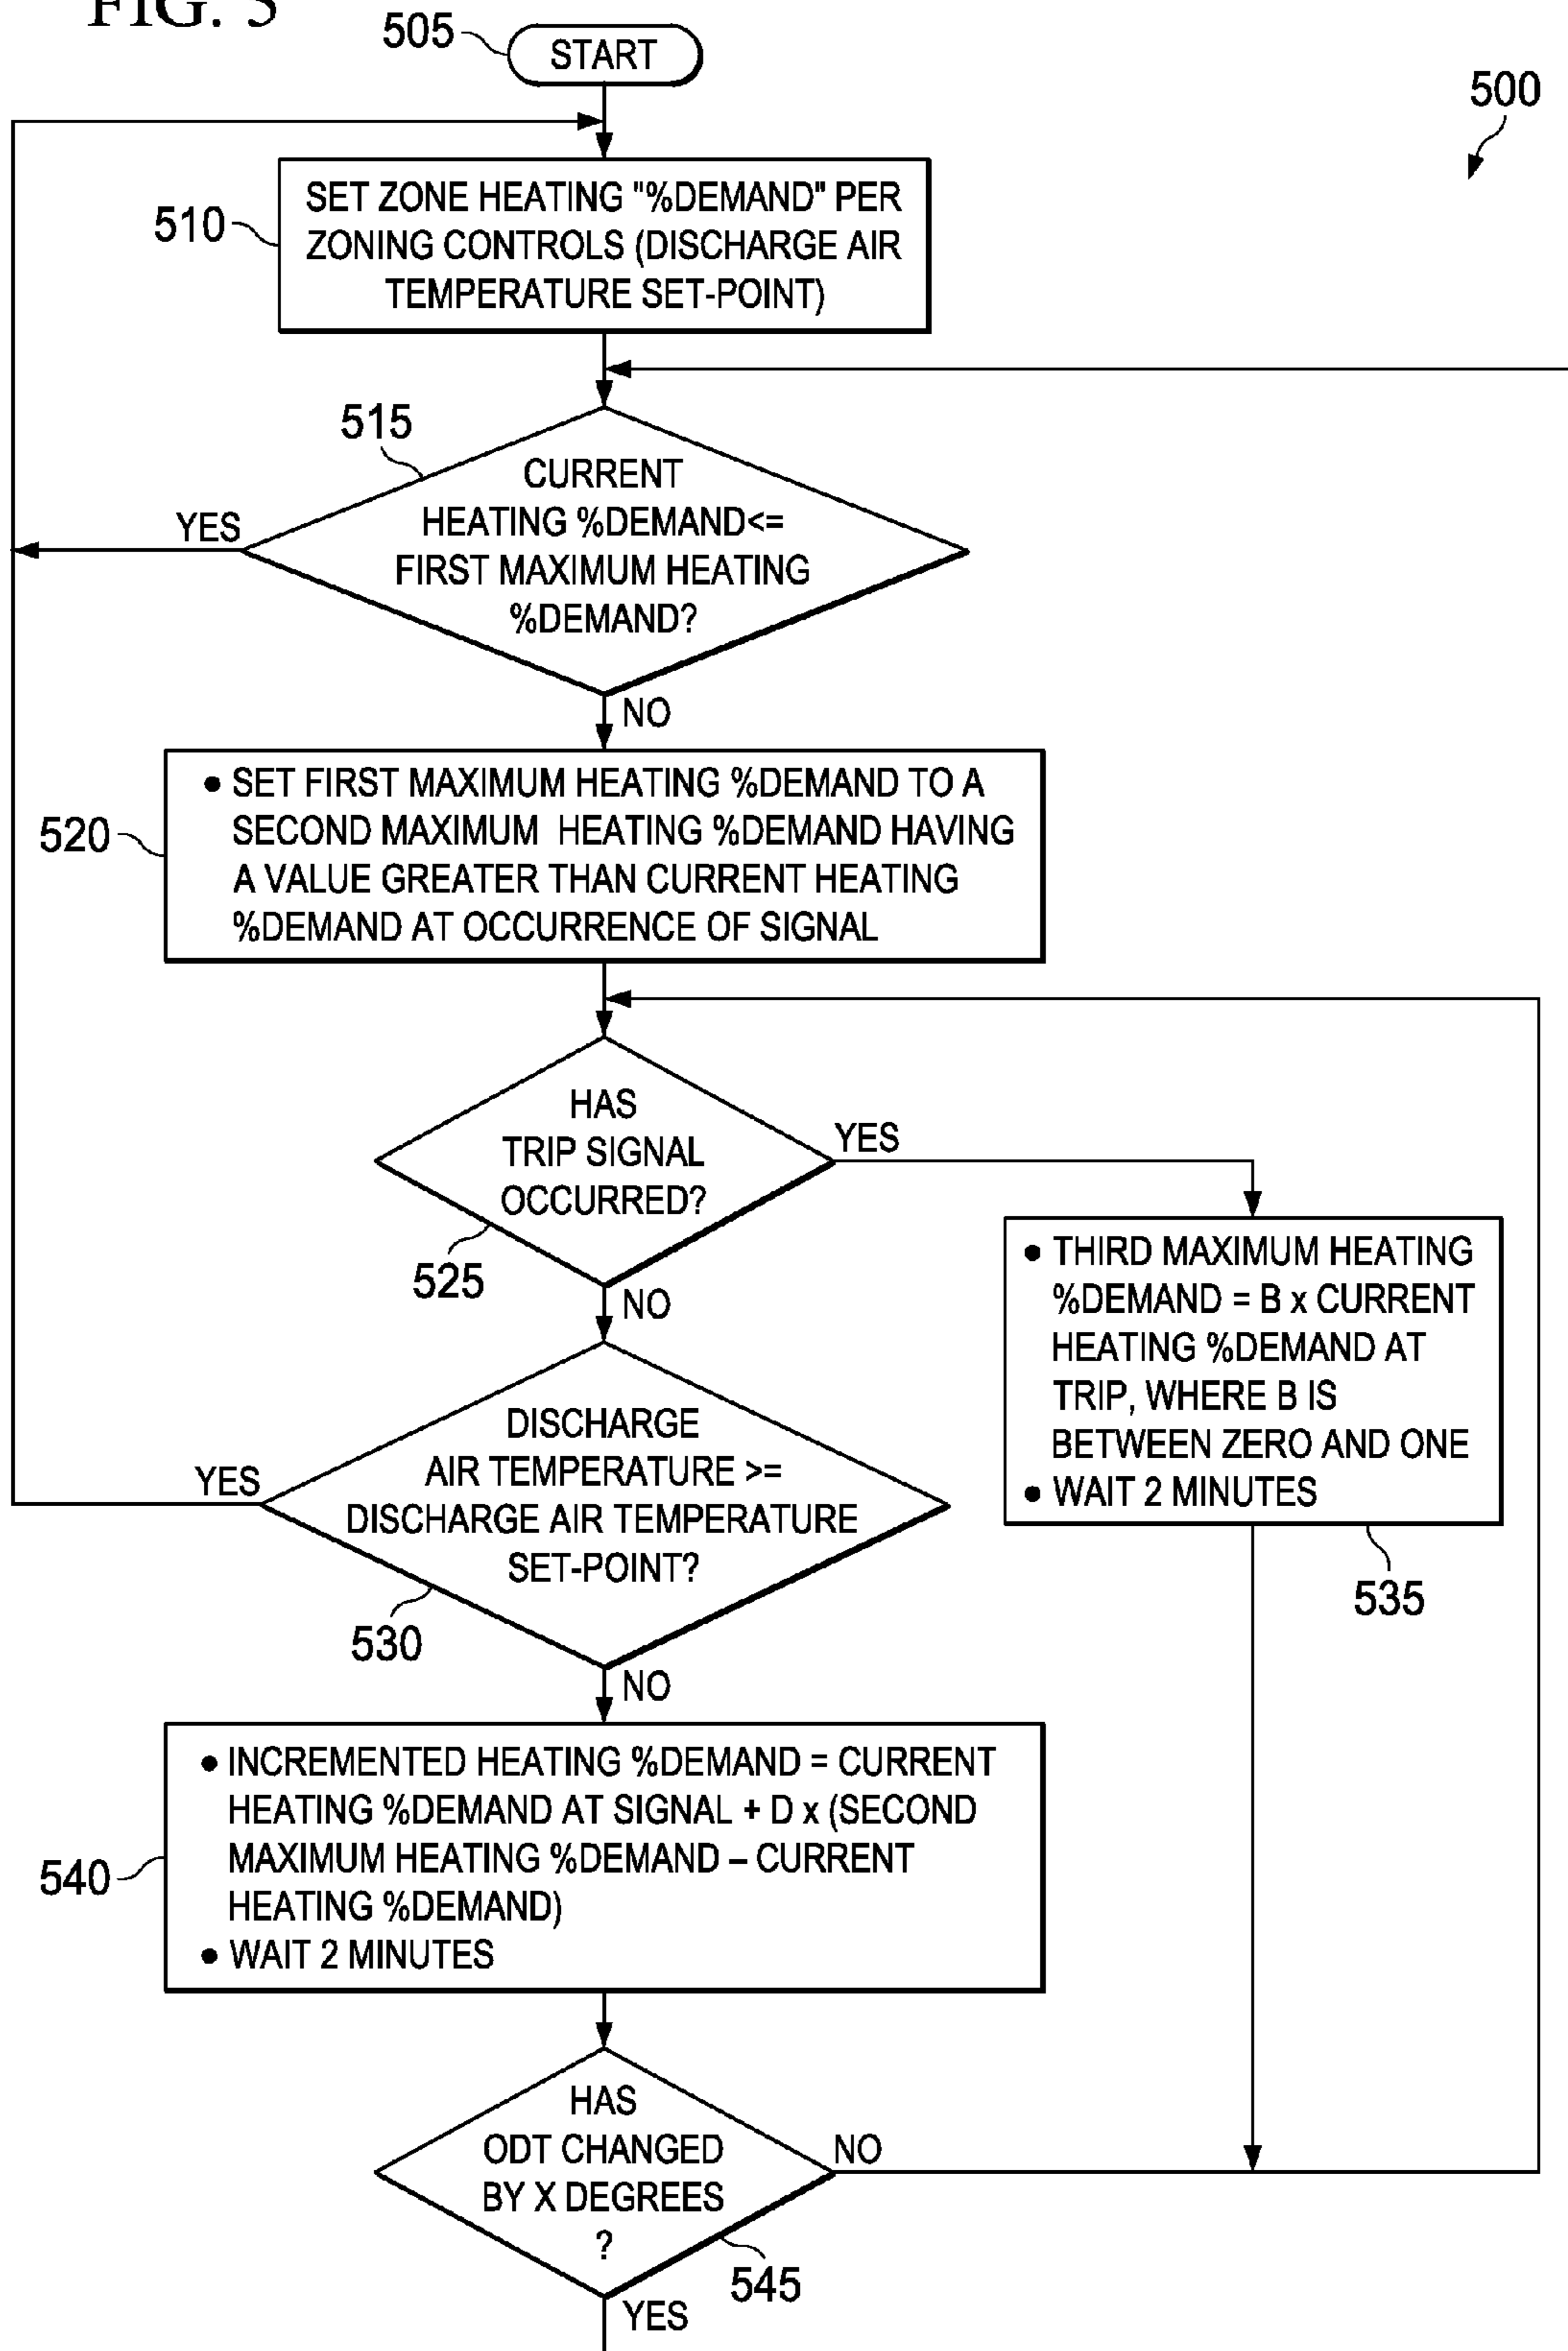 FIG. 5
505
START
500
510
SET ZONE HEATING "%DEMAND" PER
ZONING CONTROLS (DISCHARGE AIR
TEMPERATURE SET-POINT)
515
CURRENT
HEATING %DEMAND<=
FIRST MAXIMUM HEATING
%DEMAND?
YES
NO
520
• SET FIRST MAXIMUM HEATING %DEMAND TO A
SECOND MAXIMUM HEATING %DEMAND HAVING
A VALUE GREATER THAN CURRENT HEATING
%DEMAND AT OCCURRENCE OF SIGNAL
HAS
TRIP SIGNAL
OCCURRED?
YES
525
NO
• THIRD MAXIMUM HEATING
%DEMAND = B x CURRENT
HEATING %DEMAND AT
TRIP, WHERE B IS
BETWEEN ZERO AND ONE
• WAIT 2 MINUTES
535
DISCHARGE
AIR TEMPERATURE >=
DISCHARGE AIR TEMPERATURE
SET-POINT?
YES
530
NO
540
• INCREMENTED HEATING %DEMAND = CURRENT
HEATING %DEMAND AT SIGNAL + D x (SECOND
MAXIMUM HEATING %DEMAND – CURRENT
HEATING %DEMAND)
• WAIT 2 MINUTES
HAS
ODT CHANGED
BY X DEGREES
?
NO
545
YES